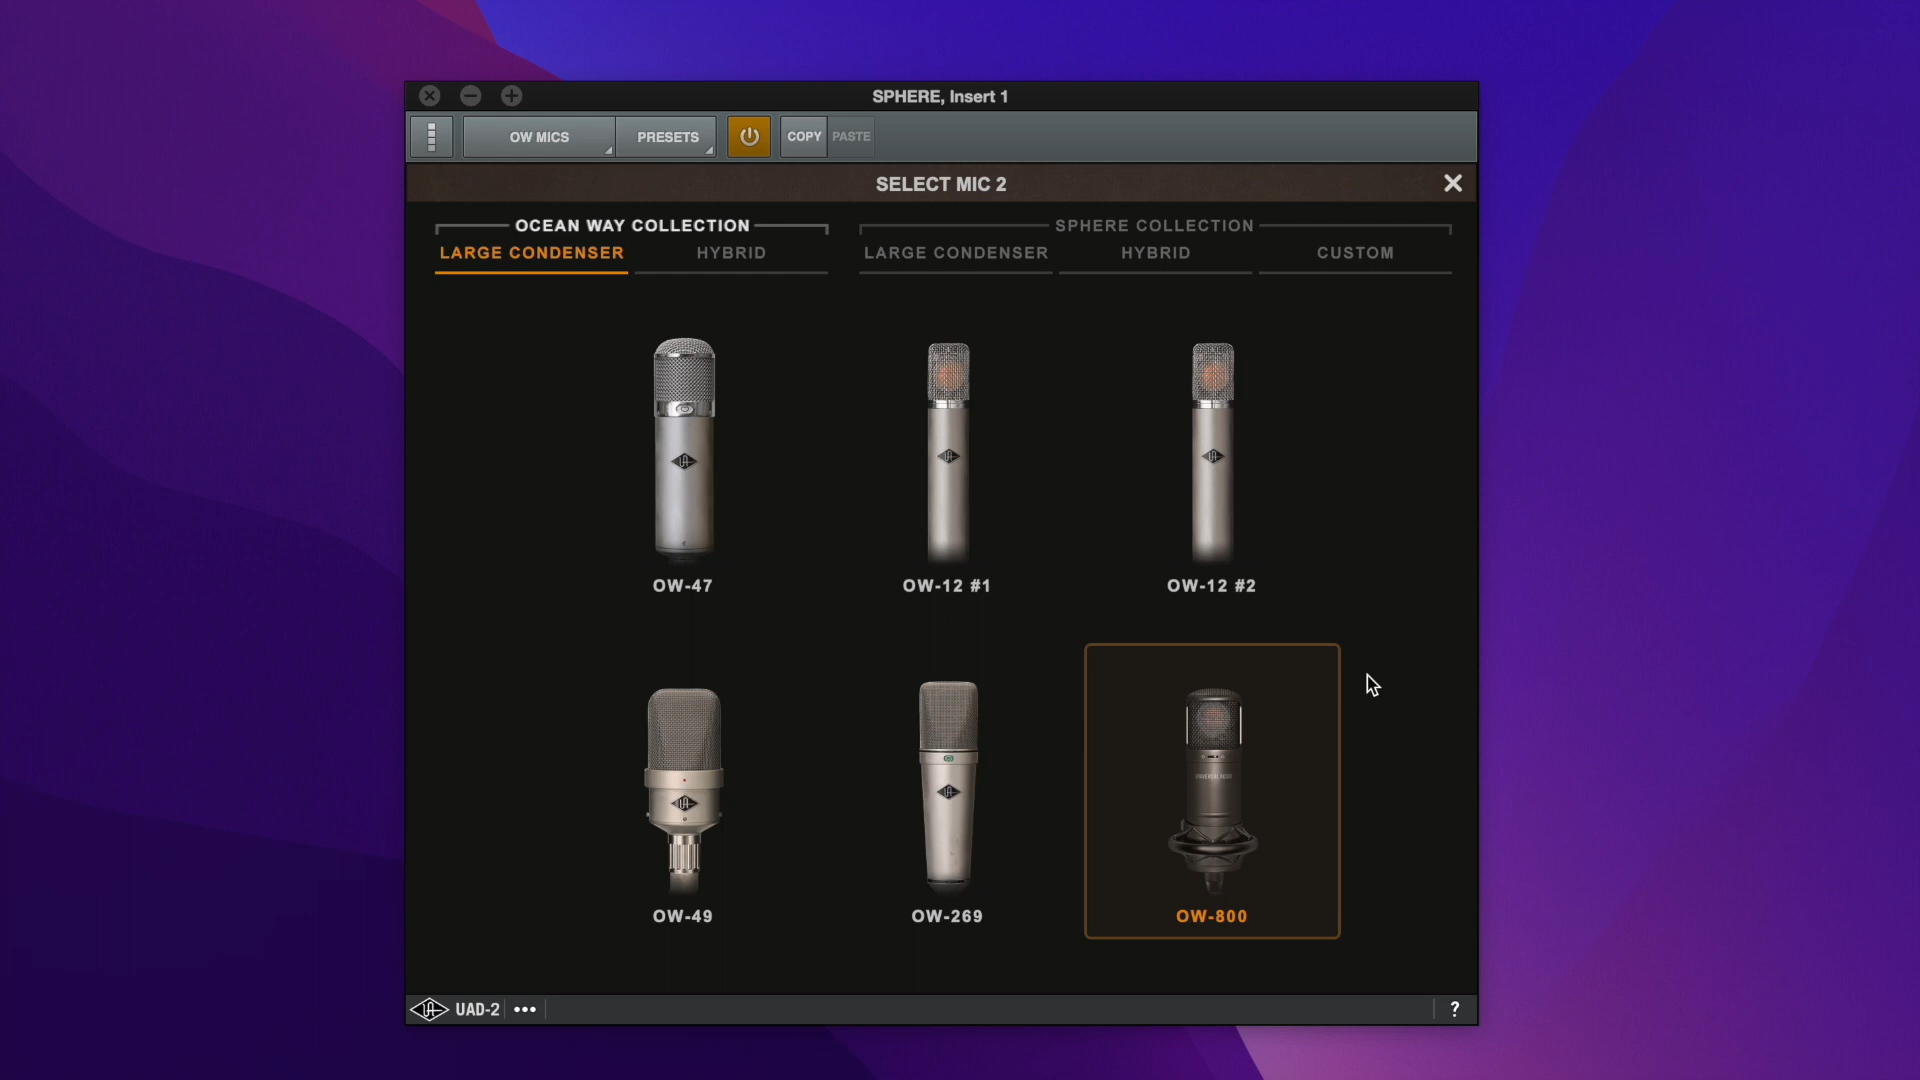 SPHERE, Insert 1
OW MICS
PRESETS
COPY
PASTE
SELECT MIC 2
OCEAN WAY COLLECTION
SPHERE COLLECTION
LARGE CONDENSER
HYBRID
LARGE CONDENSER
HYBRID
CUSTOM
OW-47
OW-12 #1
OW-12 #2
UNIVERSAL AUDIO
OW-49
OW-269
OW-800
UAD-2
?